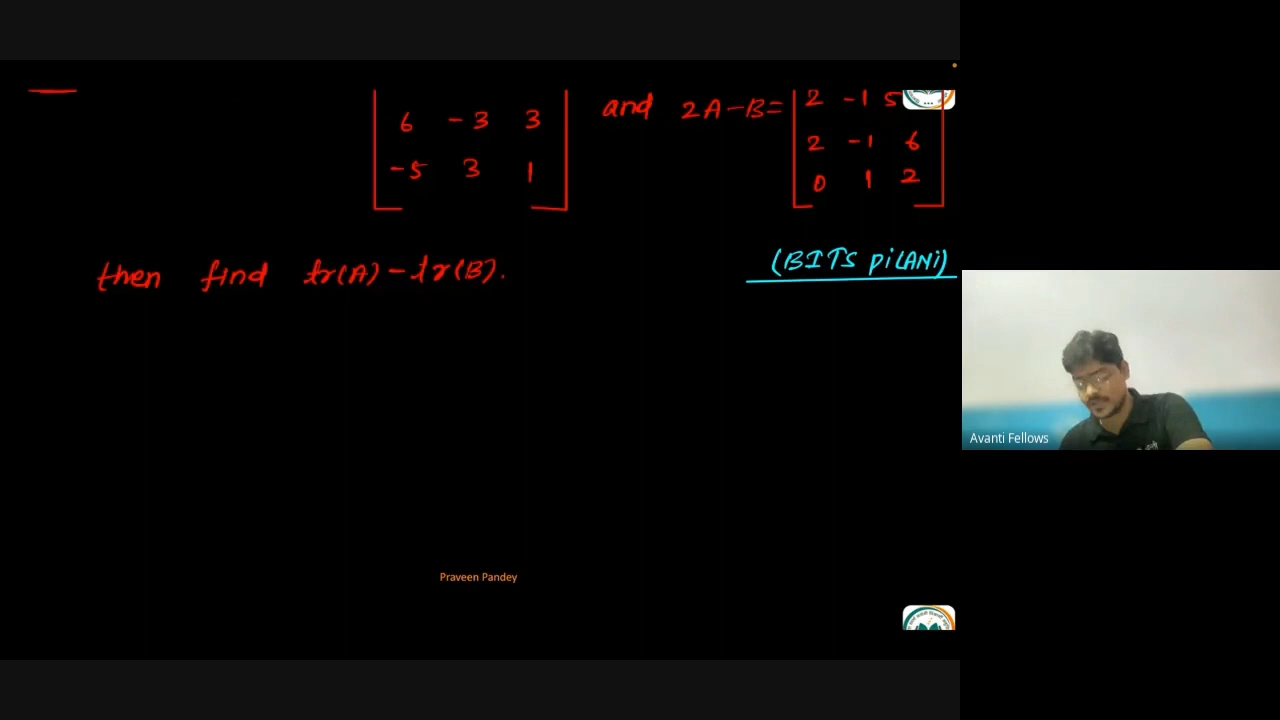 2 -1 5
6 -3 3 and 2A-B= 2 -1 6
-5 3 1 0 1 2
then find tr(A)-tr(B).
(BITS PILANI)
Avanti Fellows
Praveen Pandey